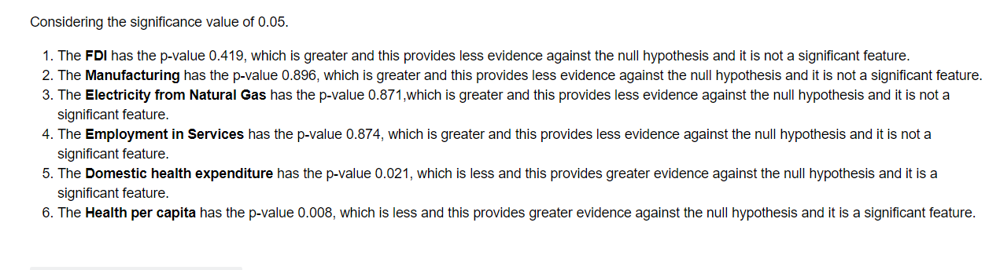 Considering the significance value of 0.05.
1. The FDI has the p-value 0.419, which is greater and this provides less evidence against the null hypothesis and it is not a significant feature.
2. The Manufacturing has the p-value 0.896, which is greater and this provides less evidence against the null hypothesis and it is not a significant feature.
3. The Electricity from Natural Gas has the p-value 0.871,which is greater and this provides less evidence against the null hypothesis and it is not a
significant feature.
4. The Employment in Services has the p-value 0.874, which is greater and this provides less evidence against the null hypothesis and it is not a
significant feature.
5. The Domestic health expenditure has the p-value 0.021, which is less and this provides greater evidence against the null hypothesis and it is a
significant feature.
6. The Health per capita has the p-value 0.008, which is less and this provides greater evidence against the null hypothesis and it is a significant feature.